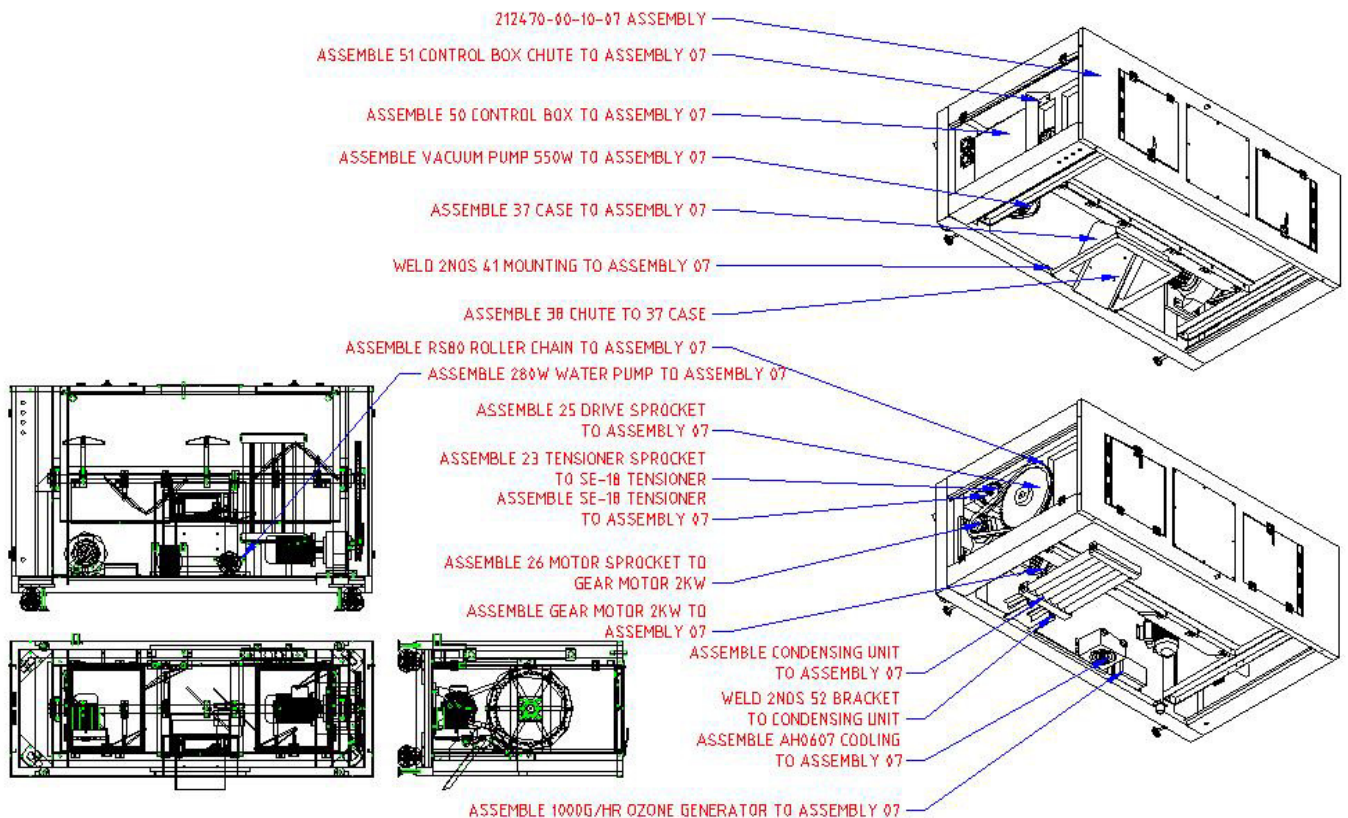 212470-00-10-07 ASSEMBLY
ASSEMBLE 51 CONTROL BOX CHUTE TO ASSEMBLY 07
ASSEMBLE 50 CONTROL BOX TO ASSEMBLY 07
ASSEMBLE VACUUM PUMP 550W TO ASSEMBLY 07
ASSEMBLE 37 CASE TO ASSEMBLY 07
WELD 2NOS 41 MOUNTING TO ASSEMBLY 07
ASSEMBLE 38 CHUTE TO 37 CASE
ASSEMBLE RS80 ROLLER CHAIN TO ASSEMBLY 07
ASSEMBLE 280W WATER PUMP TO ASSEMBLY 07
ASSEMBLE 25 DRIVE SPROCKET
TO ASSEMBLY 07
ASSEMBLE 23 TENSIONER SPROCKET
TO SE-18 TENSIONER
ASSEMBLE SE-18 TENSIONER
TO ASSEMBLY 07
ASSEMBLE 26 MOTOR SPROCKET TO
GEAR MOTOR 2KW
ASSEMBLE GEAR MOTOR 2KW TO
ASSEMBLY 07
ASSEMBLE CONDENSING UNIT
TO ASSEMBLY 07
WELD 2NOS 52 BRACKET
TO CONDENSING UNIT
ASSEMBLE AH0607 COOLING
TO ASSEMBLY 07
ASSEMBLE 1000G/HR OZONE GENERATOR TO ASSEMBLY 07